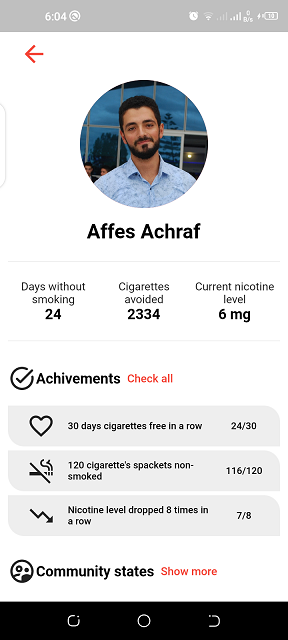 6:04
0
B/s
13
Affes Achraf
Days without
smoking
24
Cigarettes
avoided
2334
Current nicotine
level
6 mg
Achivements Check all
30 days cigarettes free in a row 24/30
120 cigarette's spackets non-
smoked
116/120
Nicotine level dropped 8 times in
a row
7/8
Community states Show more